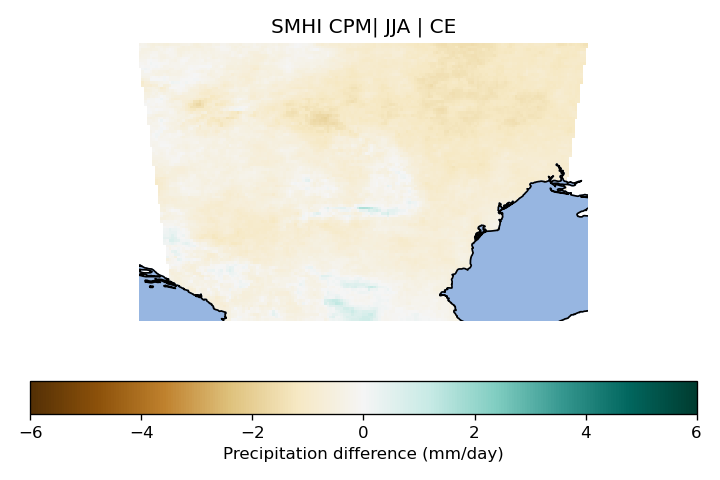 SMHI CPM| JJA | CE
−6 −4 −2 0 2 4 6
Precipitation difference (mm/day)